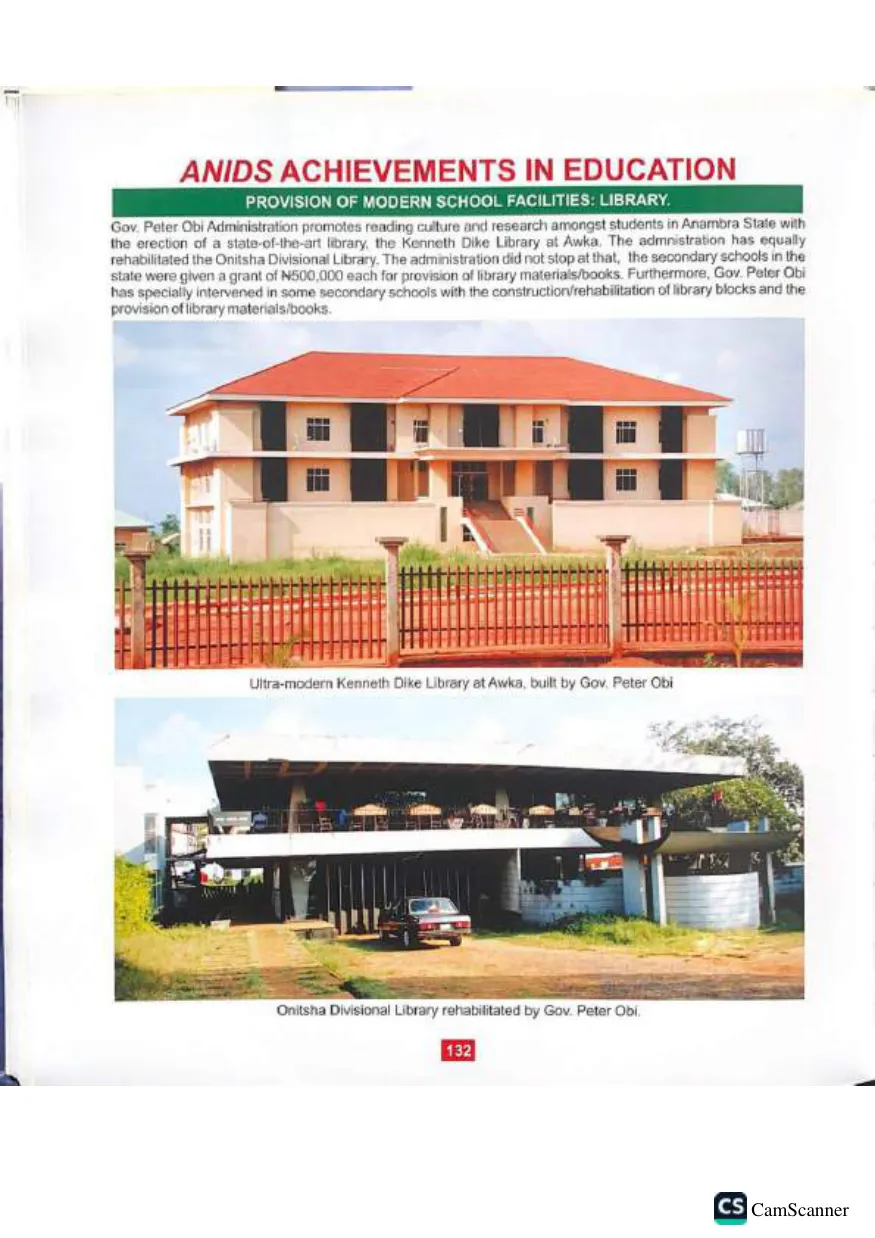 ANIDS ACHIEVEMENTS IN EDUCATION
PROVISION OF MODERN SCHOOL FACILITIES: LIBRARY.
Gov. Peter Obi Administration promotes reading culture and research amongst students in Anambra State with
the erection of a state-of-the-art library, the Kenneth Dike Library at Awka. The admnistration has equally
rehabilitated the Onitsha Divisional Library. The administration did not stop at that, the secondary schools in the
state were given a grant of ₦500,000 each for provision of library materials/books. Furthermore, Gov. Peter Obi
has specially intervened in some secondary schools with the construction/rehabilitation of library blocks and the
provision of library materials/books.
Ultra-modern Kenneth Dike Library at Awka, built by Gov. Peter Obi
Onitsha Divisional Library rehabilitated by Gov. Peter Obi.
132
CS CamScanner